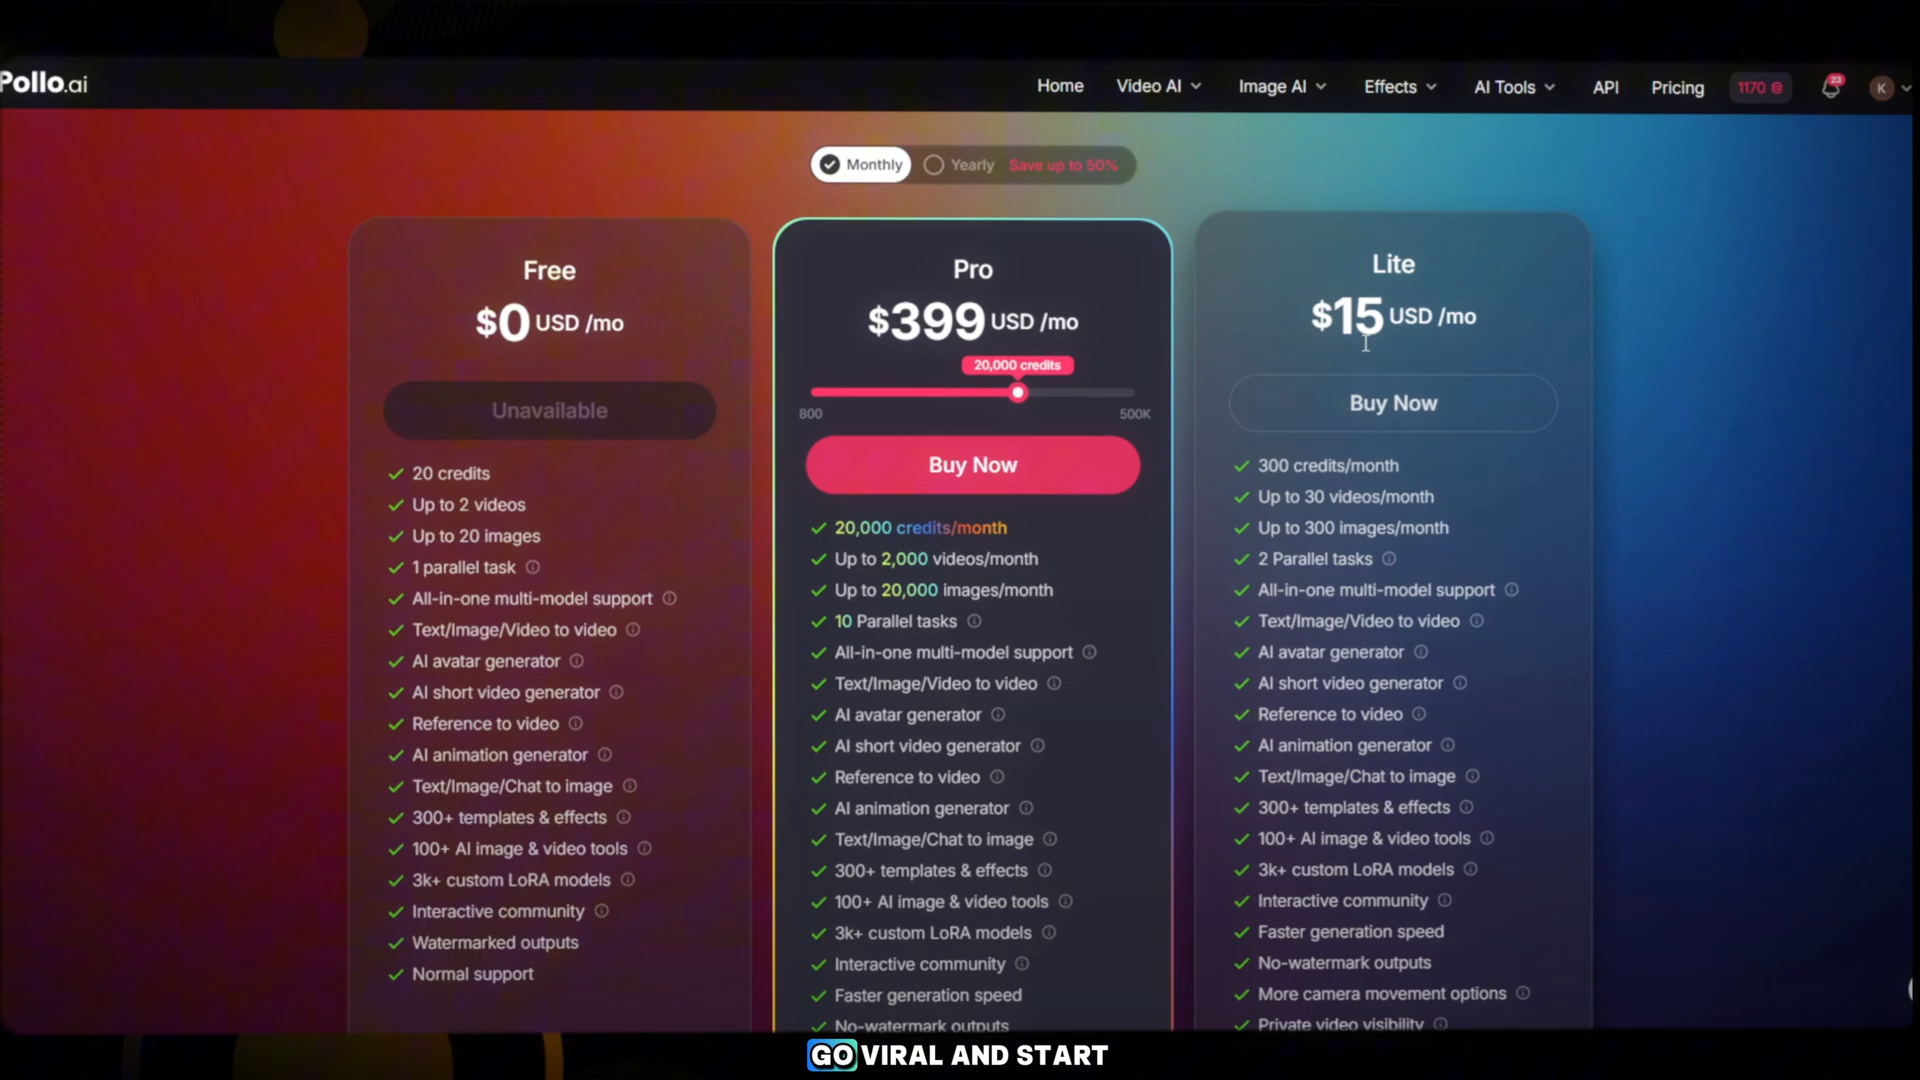 Pollo.ai
Home Video AI Image AI Effects AI Tools API Pricing 1170 23 K
Monthly Yearly Save up to 50%
Free
$0 USD /mo
Unavailable
20 credits
Up to 2 videos
Up to 20 images
1 parallel task
All-in-one multi-model support
Text/Image/Video to video
AI avatar generator
AI short video generator
Reference to video
AI animation generator
Text/Image/Chat to image
300+ templates & effects
100+ AI image & video tools
3k+ custom LoRA models
Interactive community
Watermarked outputs
Normal support
Pro
$399 USD /mo
20,000 credits
800 500K
Buy Now
20,000 credits/month
Up to 2,000 videos/month
Up to 20,000 images/month
10 Parallel tasks
All-in-one multi-model support
Text/Image/Video to video
AI avatar generator
AI short video generator
Reference to video
AI animation generator
Text/Image/Chat to image
300+ templates & effects
100+ AI image & video tools
3k+ custom LoRA models
Interactive community
Faster generation speed
No-watermark outputs
Lite
$15 USD /mo
Buy Now
300 credits/month
Up to 30 videos/month
Up to 300 images/month
2 Parallel tasks
All-in-one multi-model support
Text/Image/Video to video
AI avatar generator
AI short video generator
Reference to video
AI animation generator
Text/Image/Chat to image
300+ templates & effects
100+ AI image & video tools
3k+ custom LoRA models
Interactive community
Faster generation speed
No-watermark outputs
More camera movement options
Private video visibility
GO VIRAL AND START